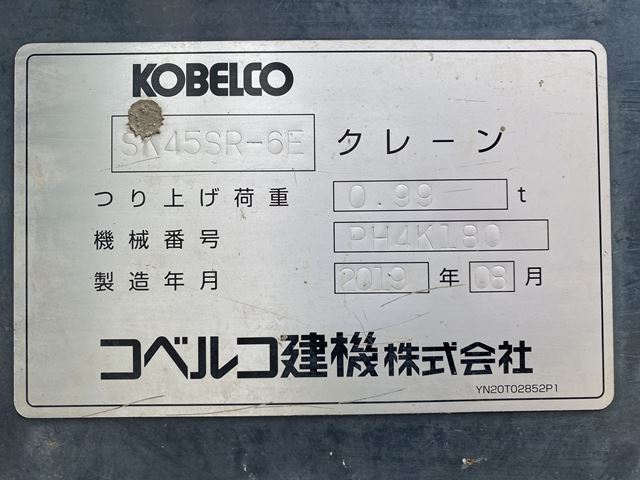 KOBELCO
SK45SR-6E クレーン
つり上げ荷重 0.99 t
機械番号 PH4K180
製造年月 2019 年 08 月
コベルコ建機株式会社
YN20T02852P1